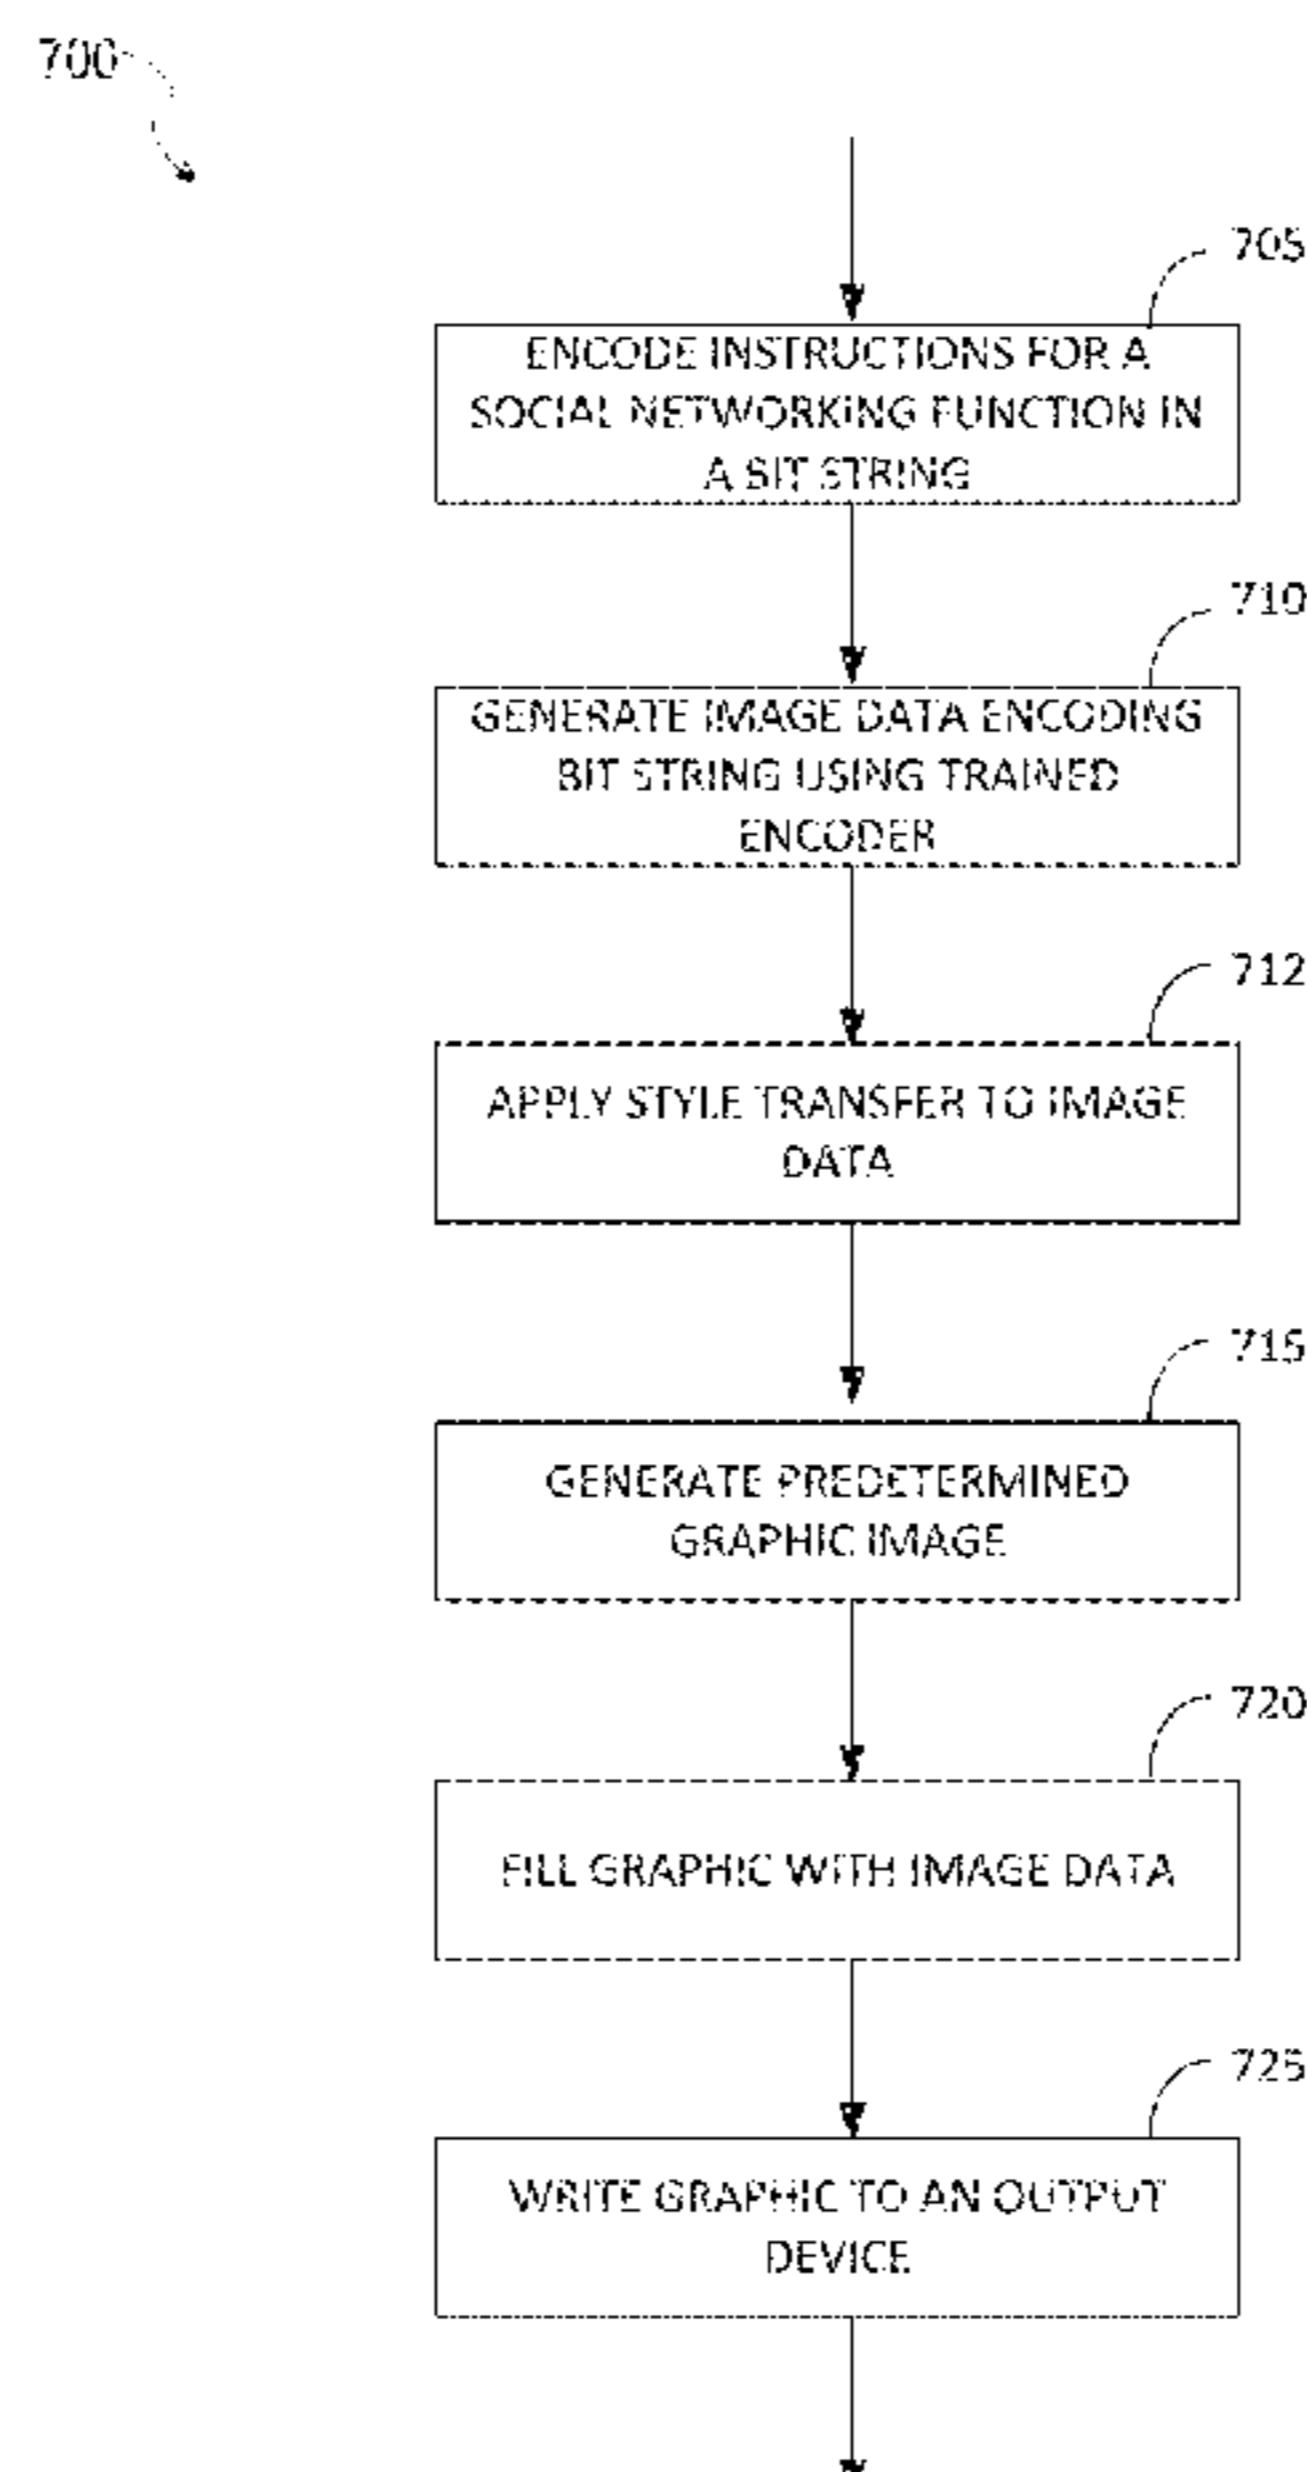 700
705
ENCODE INSTRUCTIONS FOR A
SOCIAL NETWORKING FUNCTION IN
A BIT STRING
710
GENERATE IMAGE DATA ENCODING
BIT STRING USING TRAINED
ENCODER
712
APPLY STYLE TRANSFER TO IMAGE
DATA
715
GENERATE PREDETERMINED
GRAPHIC IMAGE
720
FILL GRAPHIC WITH IMAGE DATA
725
WRITE GRAPHIC TO AN OUTPUT
DEVICE